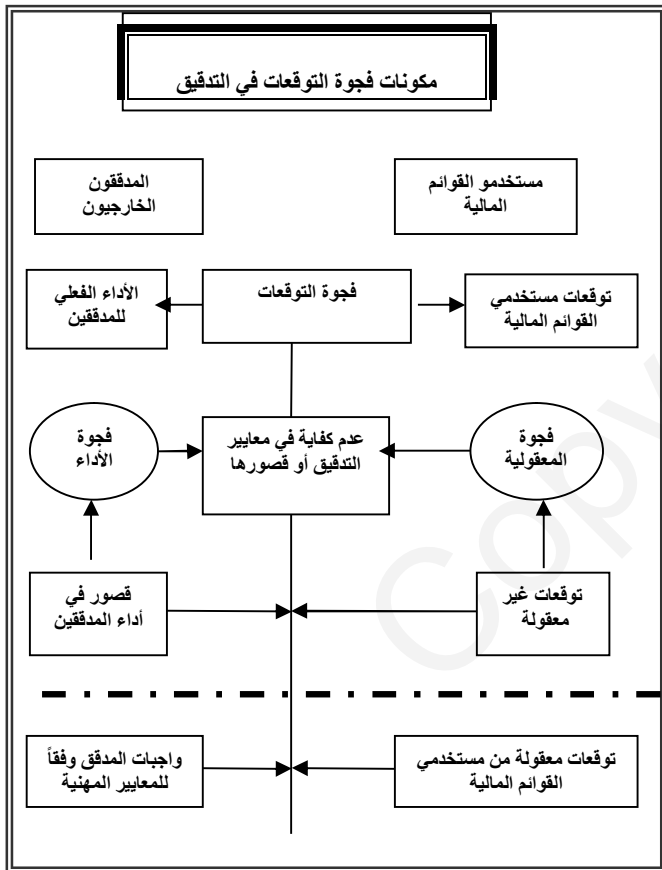 مكونات فجوة التوقعات في التدقيق
مستخدمو القوائم
المالية
المدققون
الخارجيون
توقعات مستخدمي
القوائم المالية
فجوة التوقعات
الأداء الفعلي
للمدققين
فجوة
المعقولية
عدم كفاية في معايير
التدقيق أو قصورها
فجوة
الأداء
توقعات غير
معقولة
قصور في
أداء المدققين
توقعات معقولة من مستخدمي
القوائم المالية
واجبات المدقق وفقاً
للمعايير المهنية
Copy